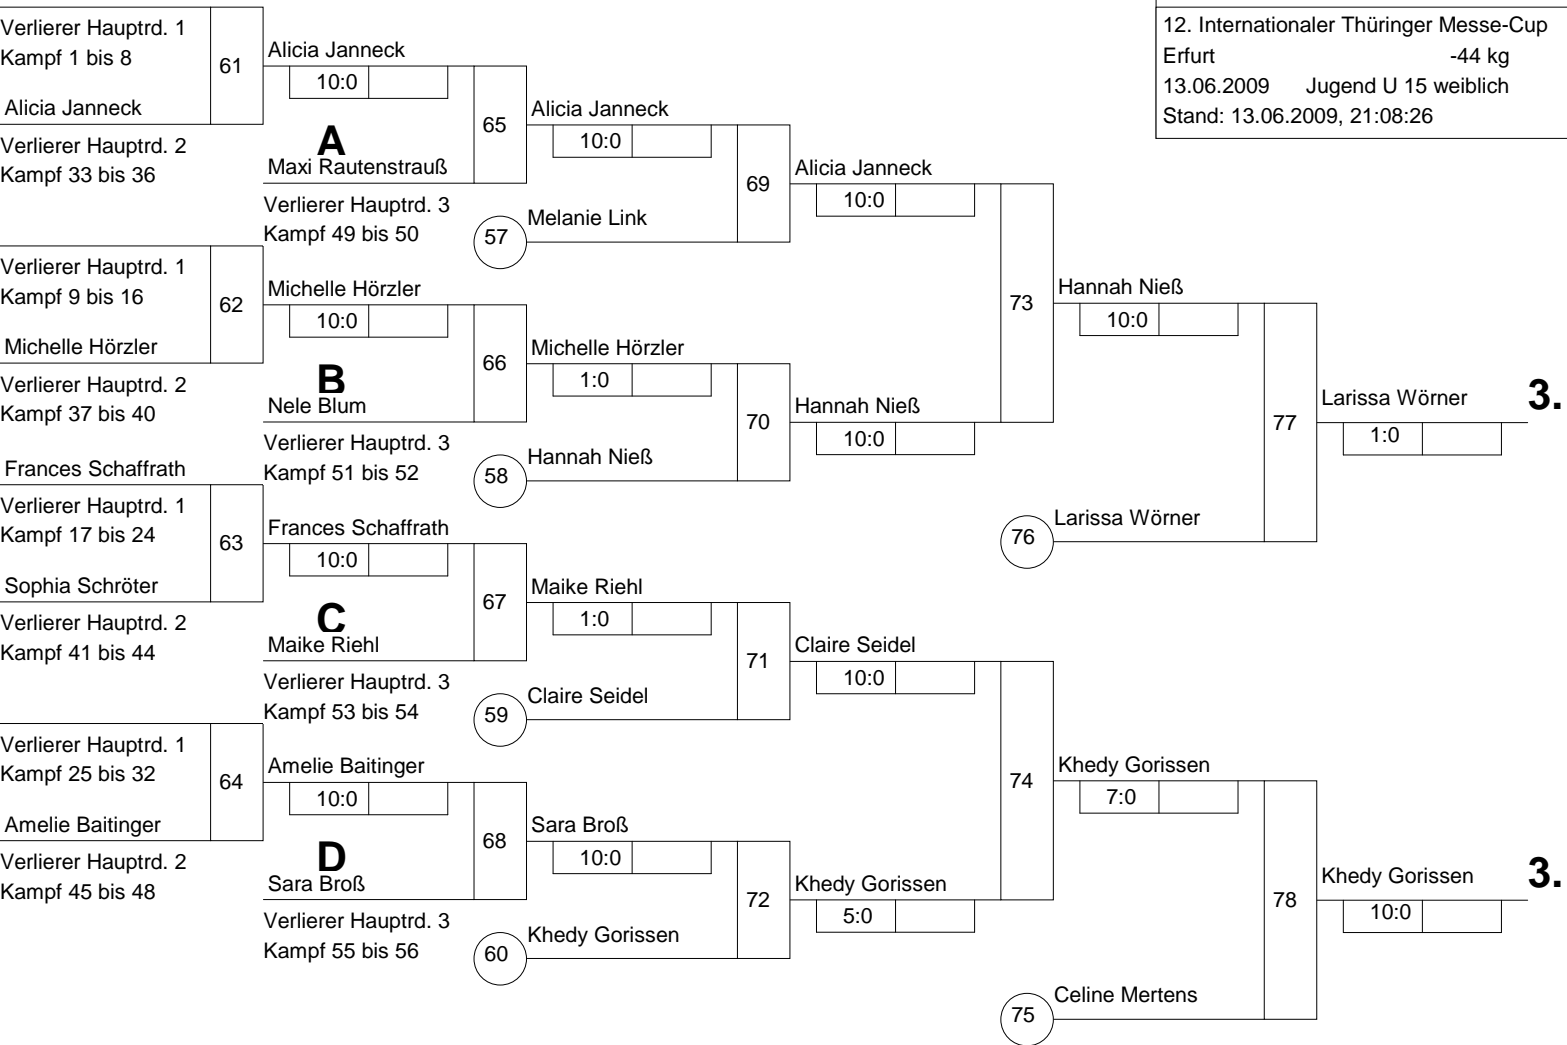 12. Internationaler Thüringer Messe-Cup
Erfurt -44 kg
13.06.2009 Jugend U 15 weiblich
Stand: 13.06.2009, 21:08:26
Verlierer Hauptrd. 1
Kampf 1 bis 8
61
Alicia Janneck
Verlierer Hauptrd. 2
Kampf 33 bis 36
Alicia Janneck
10:0
A
Maxi Rautenstrauß
Verlierer Hauptrd. 3
Kampf 49 bis 50
65
Alicia Janneck
10:0
57
Melanie Link
69
Alicia Janneck
10:0
Verlierer Hauptrd. 1
Kampf 9 bis 16
62
Michelle Hörzler
Verlierer Hauptrd. 2
Kampf 37 bis 40
Michelle Hörzler
10:0
B
Nele Blum
Verlierer Hauptrd. 3
Kampf 51 bis 52
66
Michelle Hörzler
1:0
58
Hannah Nieß
70
Hannah Nieß
10:0
73
Hannah Nieß
10:0
76
Larissa Wörner
77
Larissa Wörner
1:0
3.
Frances Schaffrath
Verlierer Hauptrd. 1
Kampf 17 bis 24
63
Sophia Schröter
Verlierer Hauptrd. 2
Kampf 41 bis 44
Frances Schaffrath
10:0
C
Maike Riehl
Verlierer Hauptrd. 3
Kampf 53 bis 54
67
Maike Riehl
1:0
59
Claire Seidel
71
Claire Seidel
10:0
Verlierer Hauptrd. 1
Kampf 25 bis 32
64
Amelie Baitinger
Verlierer Hauptrd. 2
Kampf 45 bis 48
Amelie Baitinger
10:0
D
Sara Broß
Verlierer Hauptrd. 3
Kampf 55 bis 56
68
Sara Broß
10:0
60
Khedy Gorissen
72
Khedy Gorissen
5:0
74
Khedy Gorissen
7:0
75
Celine Mertens
78
Khedy Gorissen
10:0
3.